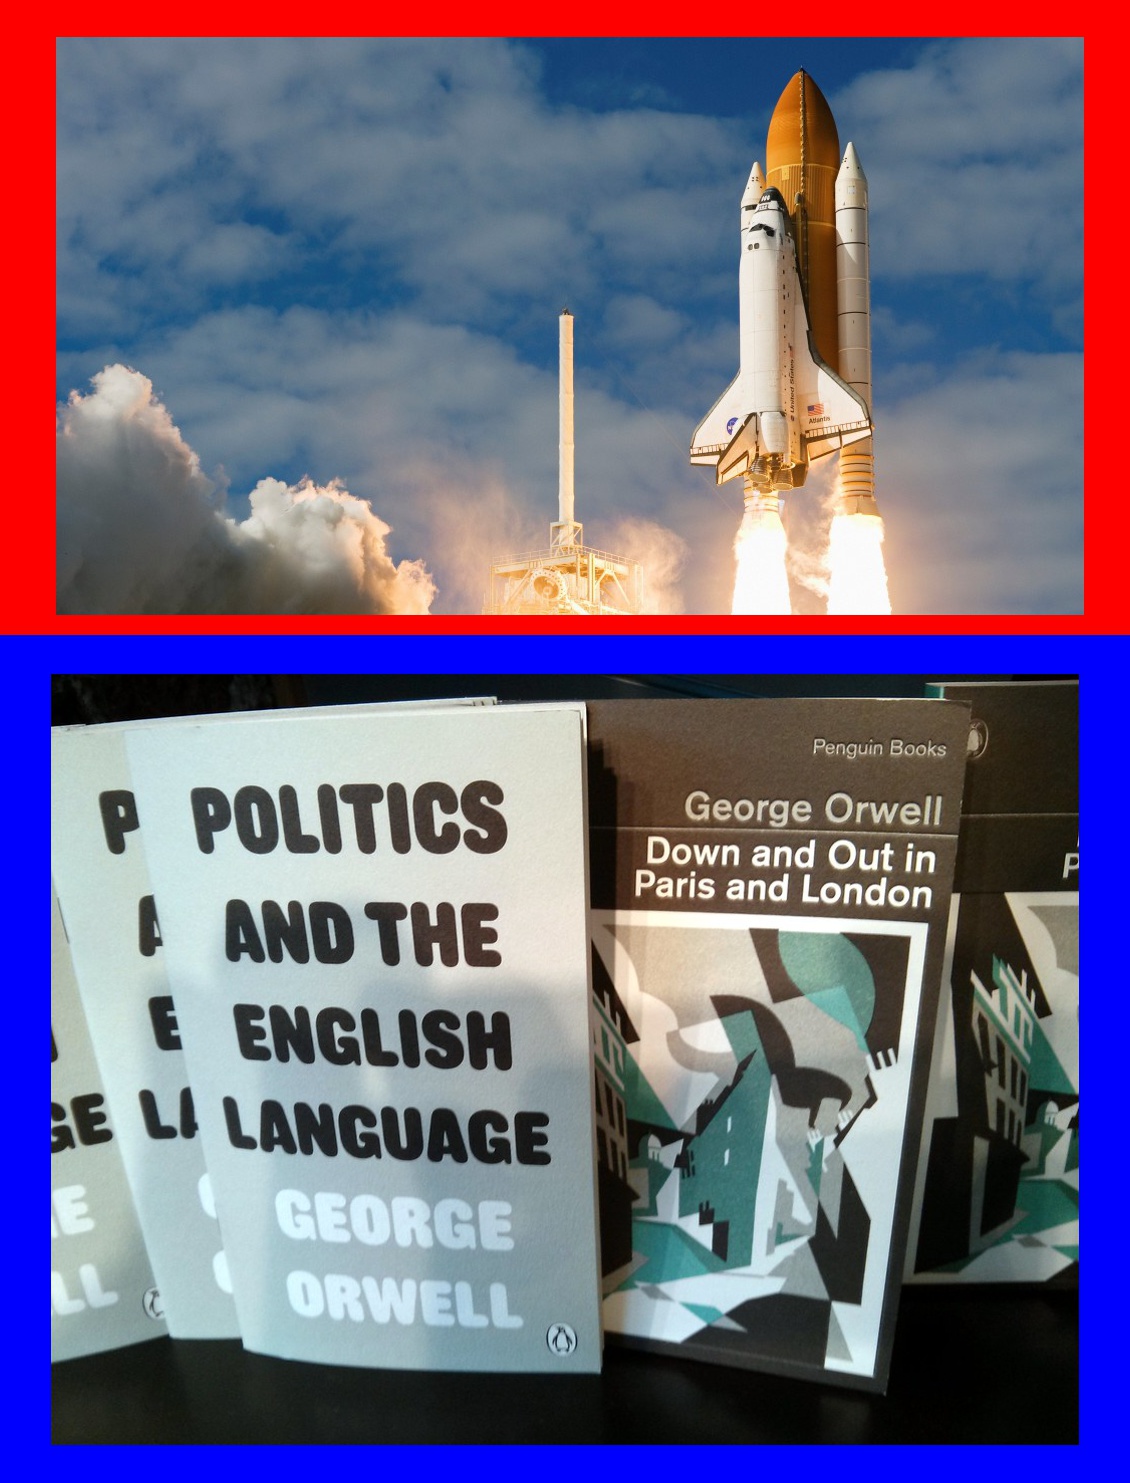 United States
Atlantis
POLITICS
AND THE
ENGLISH
LANGUAGE
GEORGE
ORWELL
Penguin Books
George Orwell
Down and Out in
Paris and London